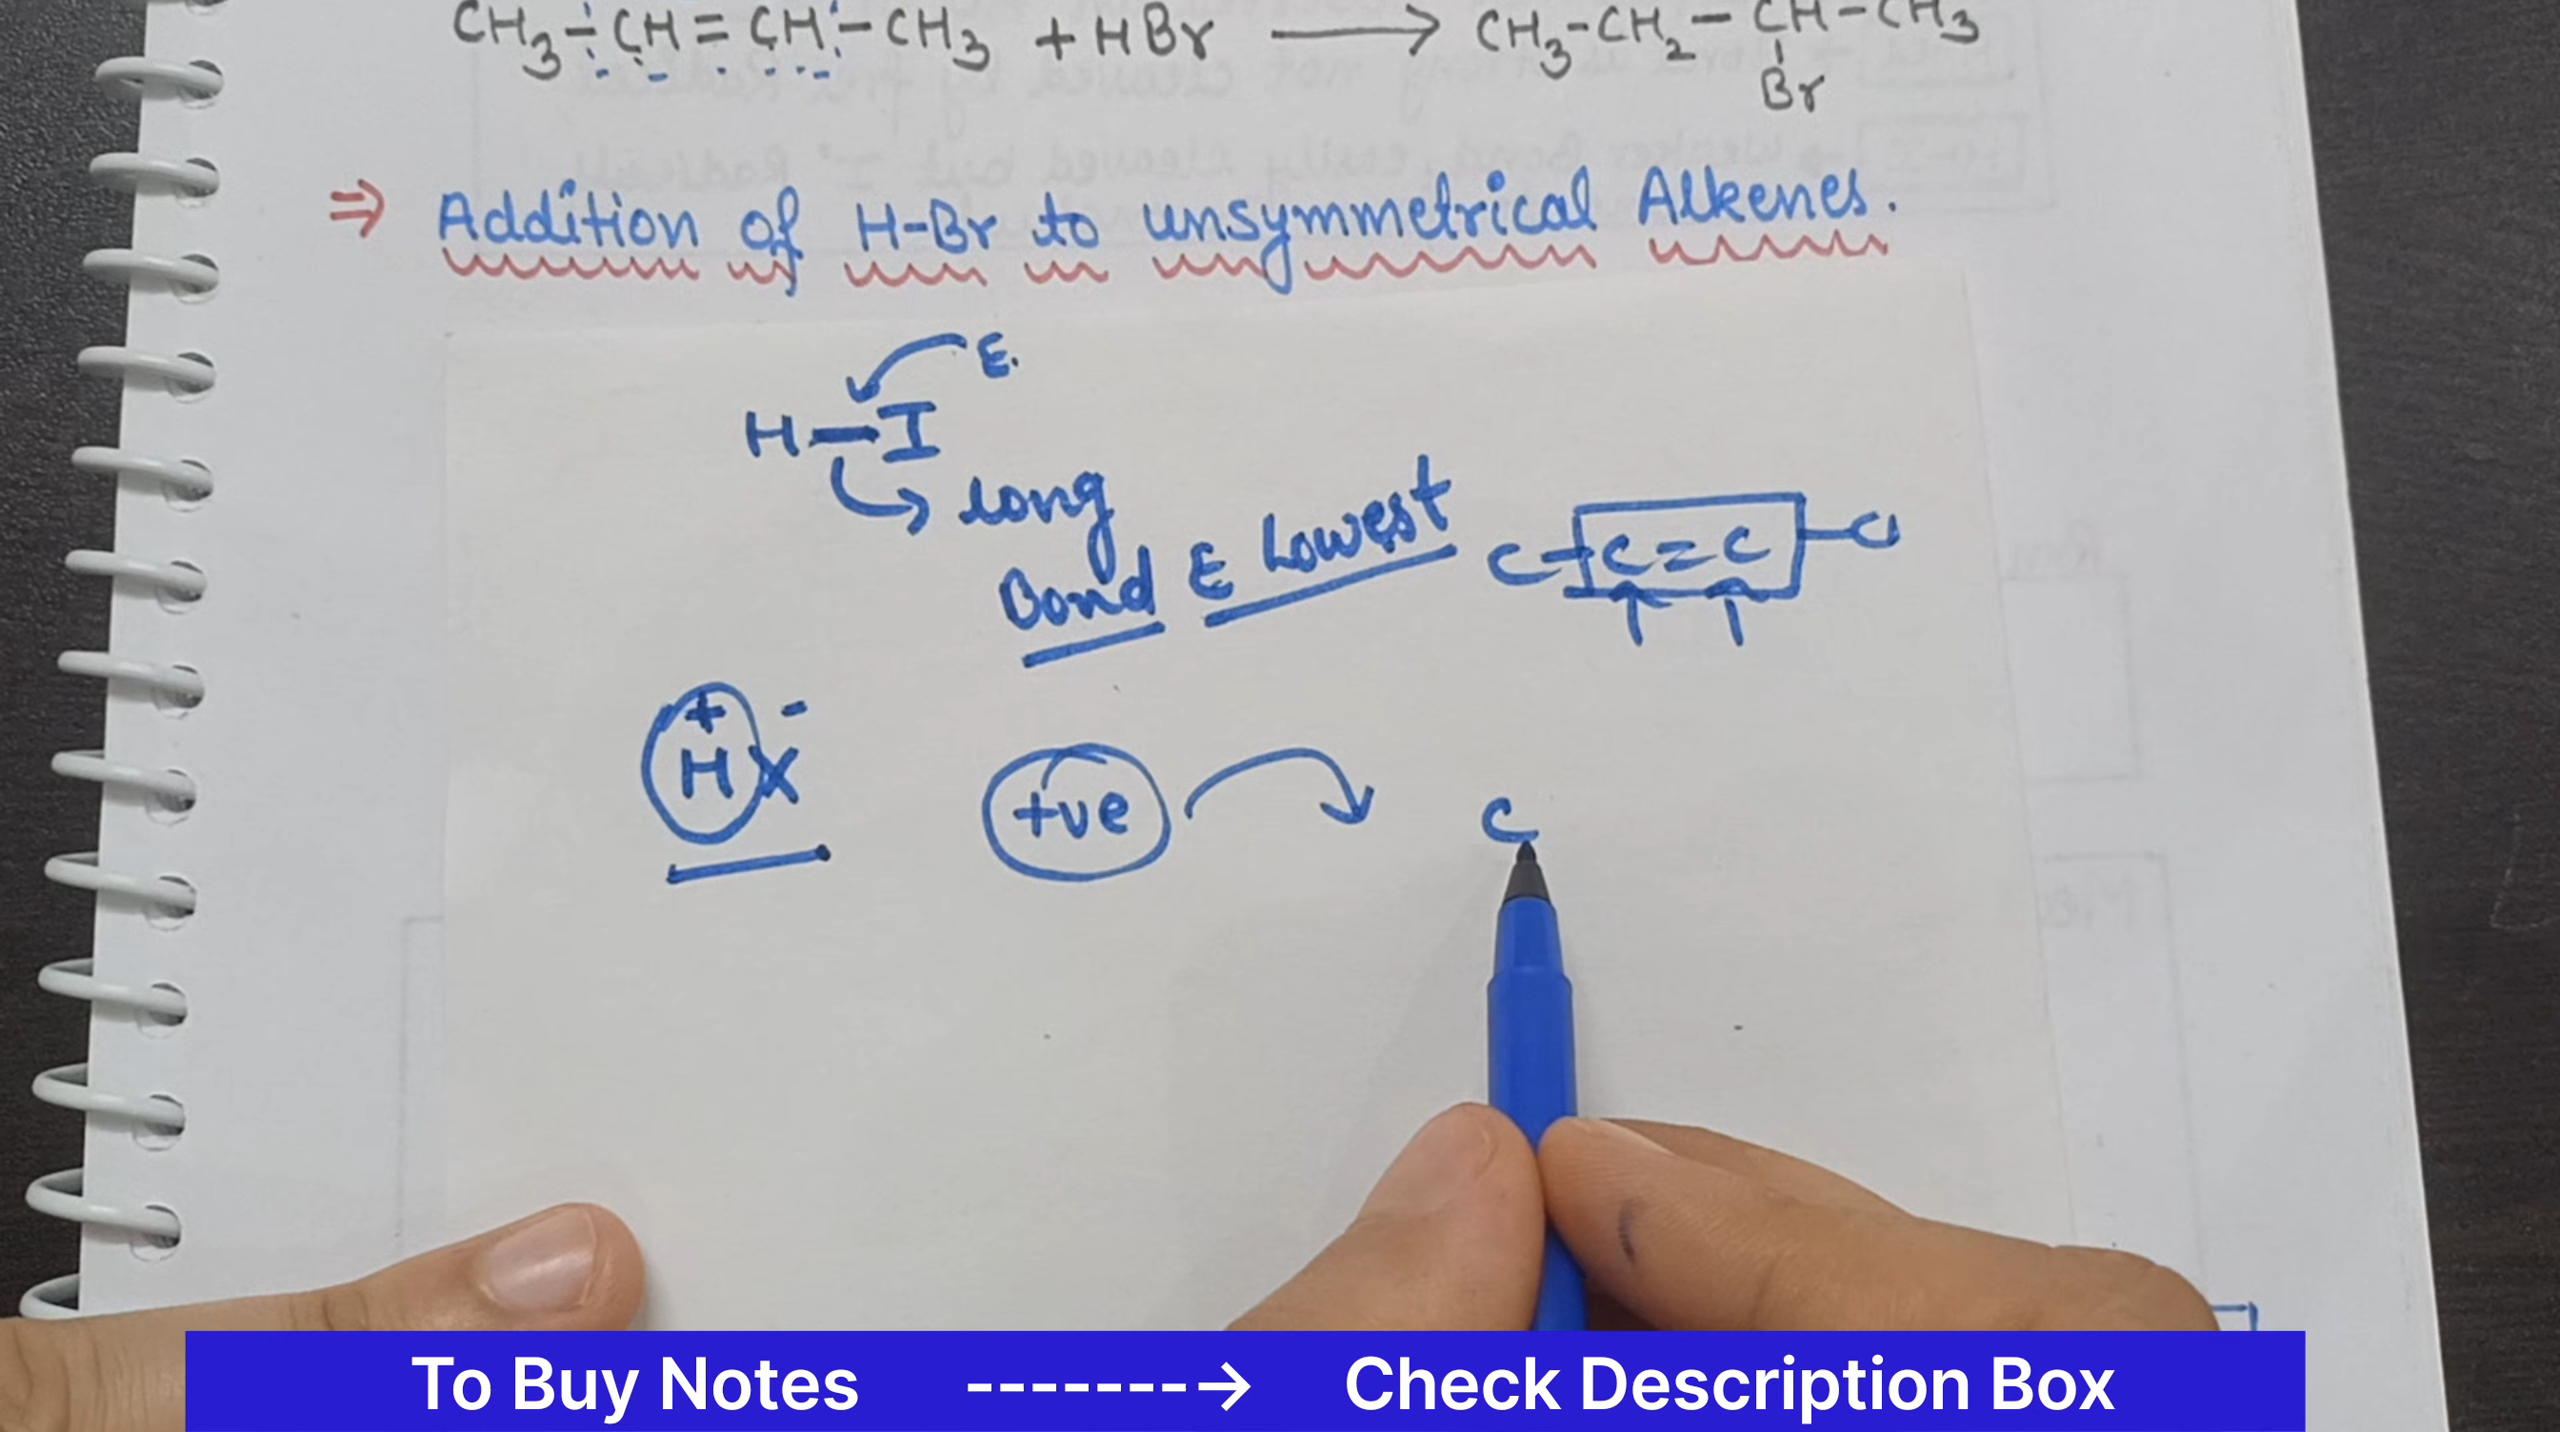 CH3-CH=CH-CH3 + HBr ⟶ CH3-CH2-CH-CH3
Br
⇒ Addition of H-Br to unsymmetrical Alkenes.
E.
H-I
long
Bond E Lowest
C-C=C-C
+ -
HX
+ve
C
To Buy Notes -------→ Check Description Box